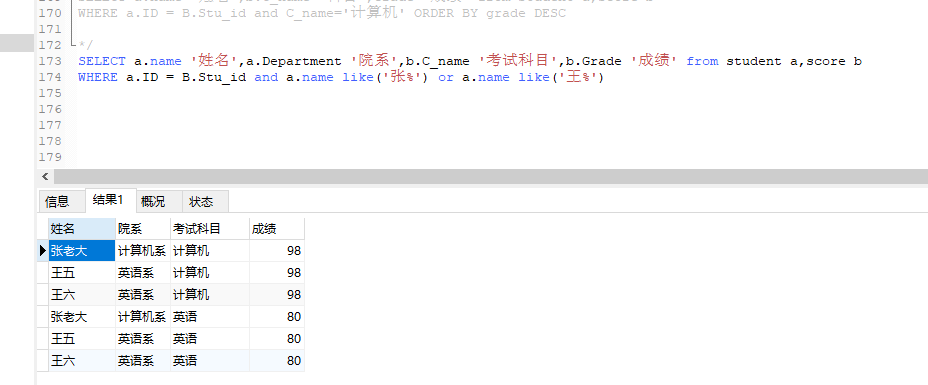 170 WHERE a.ID = B.Stu_id and C_name='计算机' ORDER BY grade DESC
171
172 */
173 SELECT a.name '姓名',a.Department '院系',b.C_name '考试科目',b.Grade '成绩' from student a,score b
174 WHERE a.ID = B.Stu_id and a.name like('张%') or a.name like('王%')
175
176
177
178
179
信息 结果1 概况 状态
姓名 院系 考试科目 成绩
张老大 计算机系 计算机 98
王五 英语系 计算机 98
王六 英语系 计算机 98
张老大 计算机系 英语 80
王五 英语系 英语 80
王六 英语系 英语 80